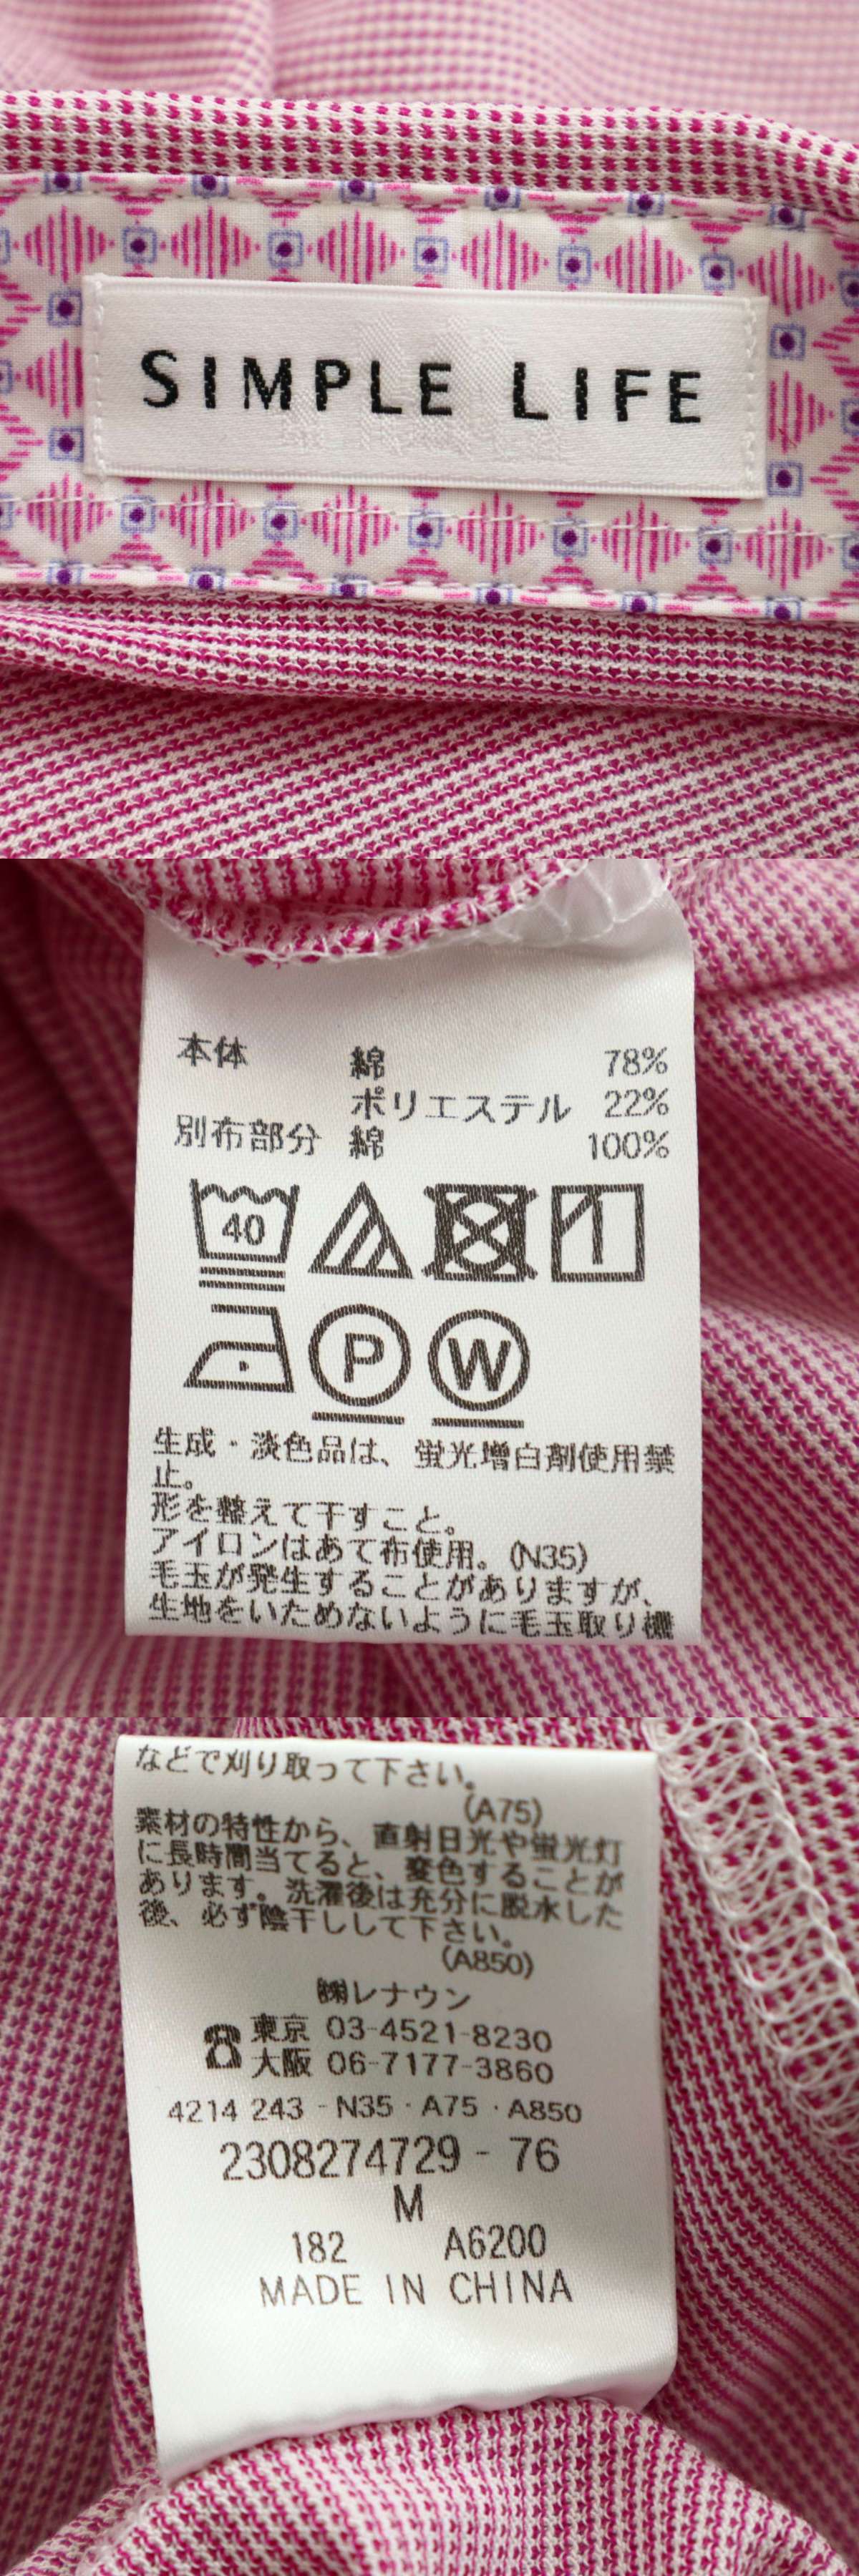 SIMPLE LIFE
本体 綿 78%
ポリエステル 22%
別布部分 綿 100%
40
P W
生成・淡色品は、蛍光増白剤使用禁
止。
形を整えて干すこと。
アイロンはあて布使用。(N35)
毛玉が発生することがありますが、
生地をいためないように毛玉取り機
などで刈り取って下さい。
(A75)
素材の特性から、直射日光や蛍光灯
に長時間当てると、変色することが
あります。洗濯後は充分に脱水した
後、必ず陰干しして下さい。
(A850)
㈱レナウン
東京 03-4521-8230
大阪 06-7177-3860
4214 243 - N35 · A75 · A850
2308274729 - 76
M
182 A6200
MADE IN CHINA